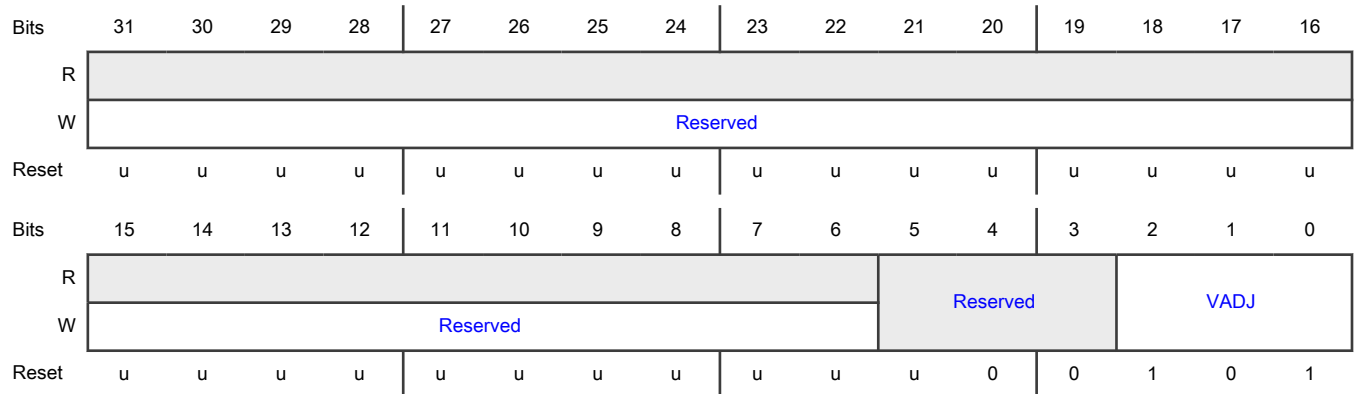 Bits 31 30 29 28 27 26 25 24 23 22 21 20 19 18 17 16
R
W Reserved
Reset u u u u u u u u u u u u u u u u
Bits 15 14 13 12 11 10 9 8 7 6 5 4 3 2 1 0
R
Reserved VADJ
W Reserved
Reset u u u u u u u u u u u 0 0 1 0 1